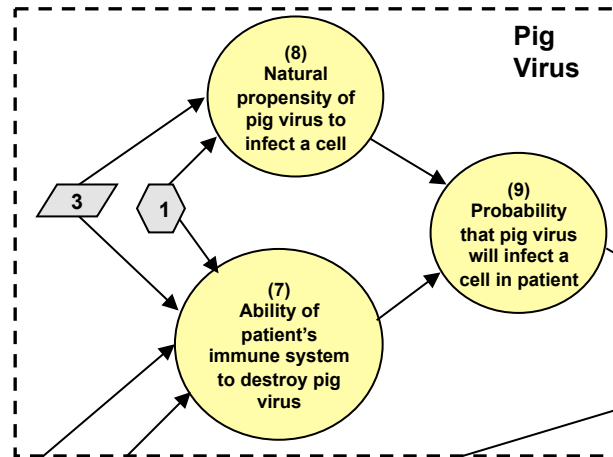 Pig
Virus
(8)
Natural
propensity of
pig virus to
infect a cell
3
1
(9)
Probability
that pig virus
will infect a
cell in patient
(7)
Ability of
patient's
immune system
to destroy pig
virus